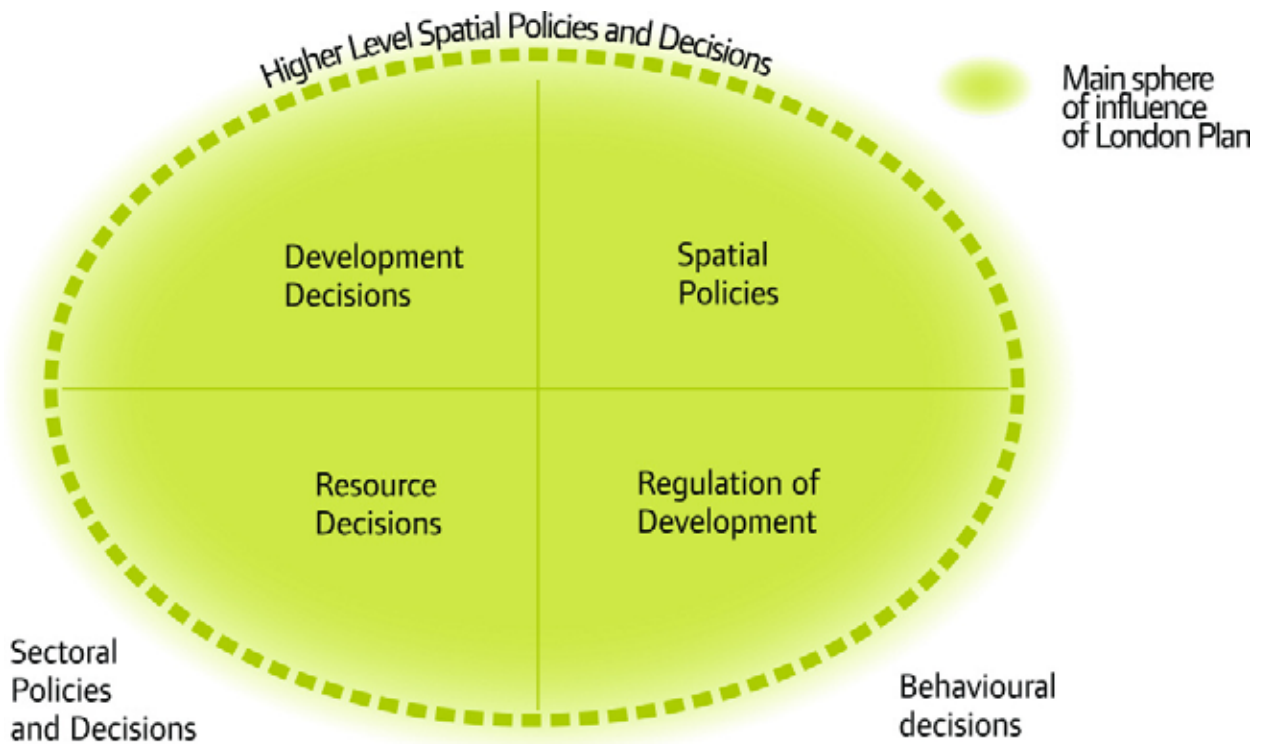 Higher Level Spatial Policies and Decisions
Main sphere
of influence
of London Plan
Development
Decisions
Spatial
Policies
Resource
Decisions
Regulation of
Development
Sectoral
Policies
and Decisions
Behavioural
decisions